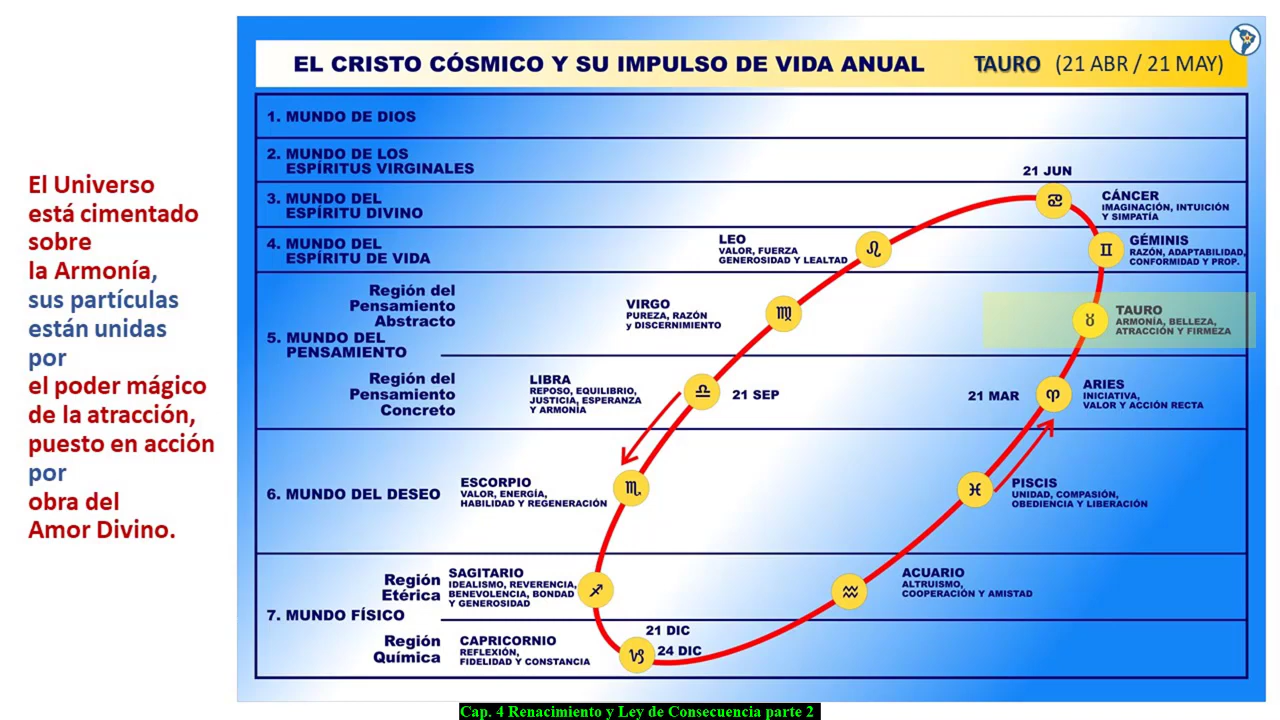 EL CRISTO CÓSMICO Y SU IMPULSO DE VIDA ANUAL
TAURO (21 ABR / 21 MAY)
El Universo
está cimentado
sobre
la Armonía,
sus partículas
están unidas
por
el poder mágico
de la atracción,
puesto en acción
por
obra del
Amor Divino.
1. MUNDO DE DIOS
2. MUNDO DE LOS
ESPÍRITUS VIRGINALES
3. MUNDO DEL
ESPÍRITU DIVINO
21 JUN
CÁNCER
IMAGINACIÓN, INTUICIÓN
Y SIMPATÍA
4. MUNDO DEL
ESPÍRITU DE VIDA
LEO
VALOR, FUERZA
GENEROSIDAD Y LEALTAD
GÉMINIS
RAZÓN, ADAPTABILIDAD,
CONFORMIDAD Y PROP.
5. MUNDO DEL
PENSAMIENTO
Región del
Pensamiento
Abstracto
VIRGO
PUREZA, RAZÓN
y DISCERNIMIENTO
TAURO
ARMONÍA, BELLEZA,
ATRACCIÓN Y FIRMEZA
Región del
Pensamiento
Concreto
LIBRA
REPOSO, EQUILIBRIO,
JUSTICIA, ESPERANZA
Y ARMONÍA
21 SEP
21 MAR
ARIES
INICIATIVA,
VALOR Y ACCIÓN RECTA
6. MUNDO DEL DESEO
ESCORPIO
VALOR, ENERGÍA,
HABILIDAD Y REGENERACIÓN
PISCIS
UNIDAD, COMPASIÓN,
OBEDIENCIA Y LIBERACIÓN
7. MUNDO FÍSICO
Región
Etérica
SAGITARIO
IDEALISMO, REVERENCIA,
BENEVOLENCIA, BONDAD
Y GENEROSIDAD
ACUARIO
ALTRUISMO,
COOPERACIÓN Y AMISTAD
Región
Química
CAPRICORNIO
REFLEXIÓN,
FIDELIDAD Y CONSTANCIA
21 DIC
24 DIC
Cap. 4 Renacimiento y Ley de Consecuencia parte 2